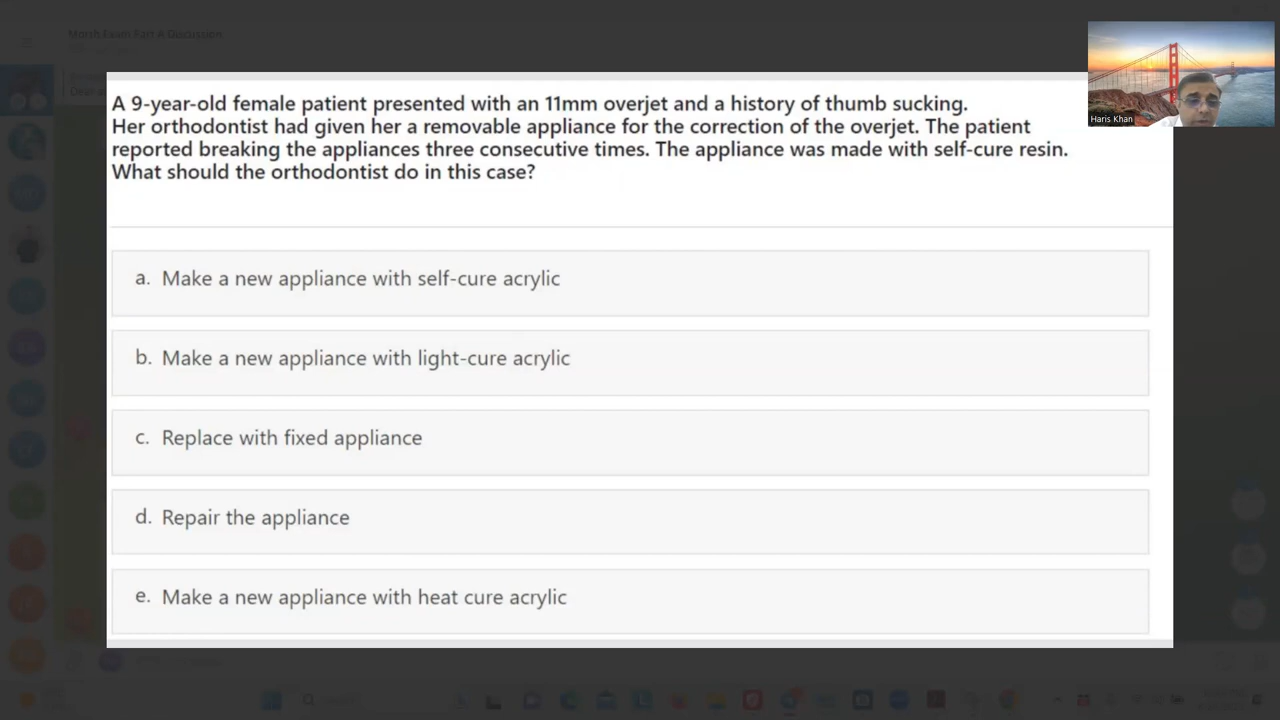 Marsh Exam Part A Discussion
A 9-year-old female patient presented with an 11mm overjet and a history of thumb sucking.
Her orthodontist had given her a removable appliance for the correction of the overjet. The patient
reported breaking the appliances three consecutive times. The appliance was made with self-cure resin.
What should the orthodontist do in this case?
Haris Khan
a. Make a new appliance with self-cure acrylic
b. Make a new appliance with light-cure acrylic
c. Replace with fixed appliance
d. Repair the appliance
e. Make a new appliance with heat cure acrylic